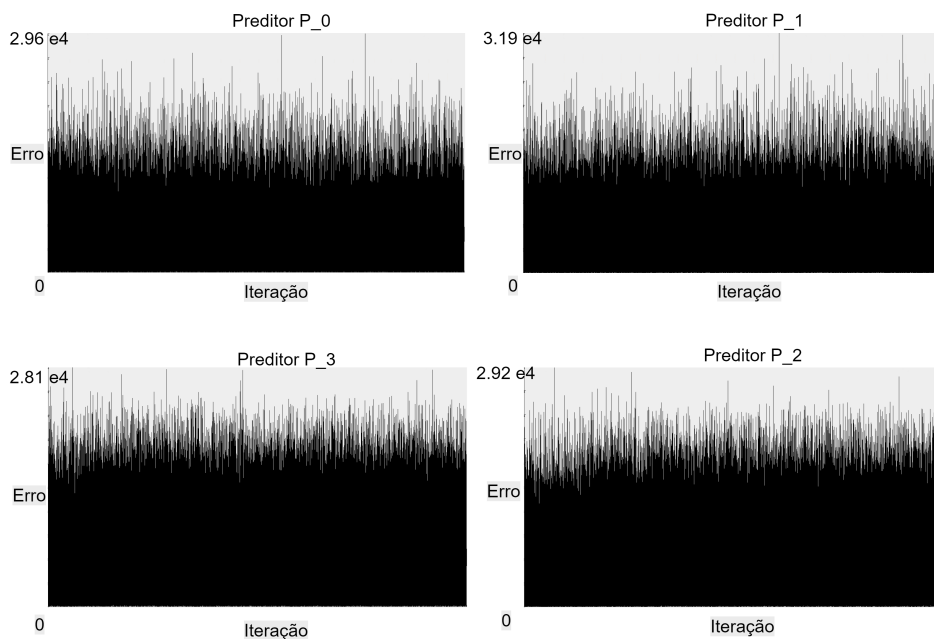 Preditor P_0
2.96 e4
Erro
0
Iteração
Preditor P_1
3.19 e4
Erro
0
Iteração
Preditor P_3
2.81 e4
Erro
0
Iteração
Preditor P_2
2.92 e4
Erro
0
Iteração